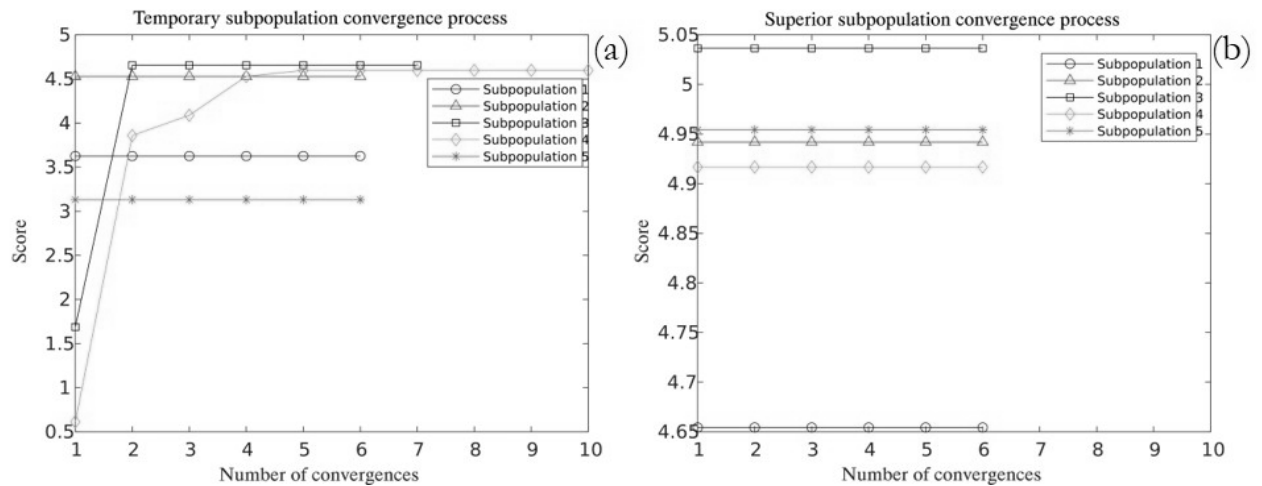 Temporary subpopulation convergence process
(a)
5
4.5
4
3.5
3
2.5
2
1.5
1
0.5
Score
Subpopulation 1
Subpopulation 2
Subpopulation 3
Subpopulation 4
Subpopulation 5
1 2 3 4 5 6 7 8 9 10
Number of convergences
Superior subpopulation convergence process
(b)
5.05
5
4.95
4.9
4.85
4.8
4.75
4.7
4.65
Score
Subpopulation 1
Subpopulation 2
Subpopulation 3
Subpopulation 4
Subpopulation 5
1 2 3 4 5 6 7 8 9 10
Number of convergences